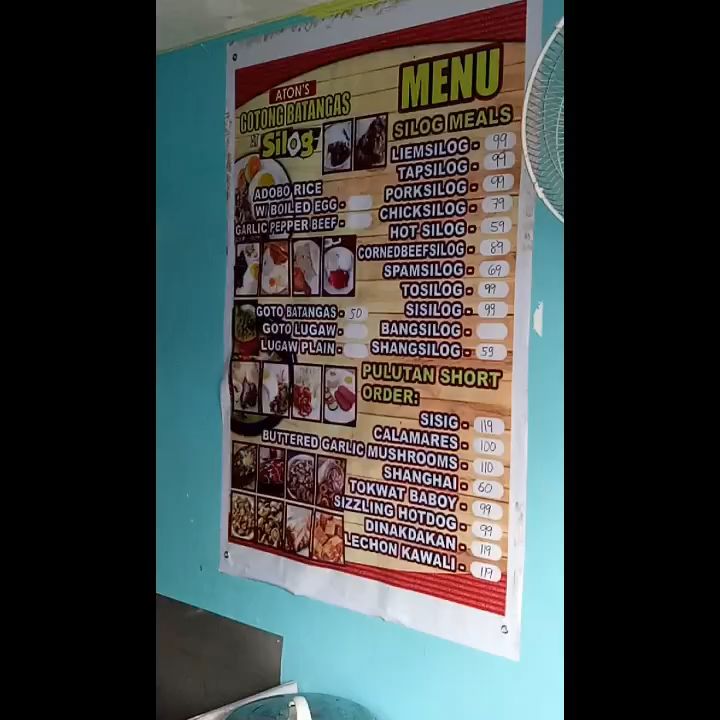 ATON'S
GOTONG BATANGAS
AT
Silog
ADOBO RICE
W/ BOILED EGG -
GARLIC PEPPER BEEF -
GOTO BATANGAS - 50
GOTO LUGAW -
LUGAW PLAIN -
MENU
SILOG MEALS
LIEMSILOG - 99
TAPSILOG - 99
PORKSILOG - 99
CHICKSILOG - 79
HOT SILOG - 59
CORNEDBEEFSILOG - 89
SPAMSILOG - 69
TOSILOG - 99
SISILOG - 99
BANGSILOG -
SHANGSILOG - 59
PULUTAN SHORT
ORDER:
SISIG - 119
CALAMARES - 100
BUTTERED GARLIC MUSHROOMS - 110
SHANGHAI - 60
TOKWAT BABOY - 99
SIZZLING HOTDOG - 99
DINAKDAKAN - 119
LECHON KAWALI - 119